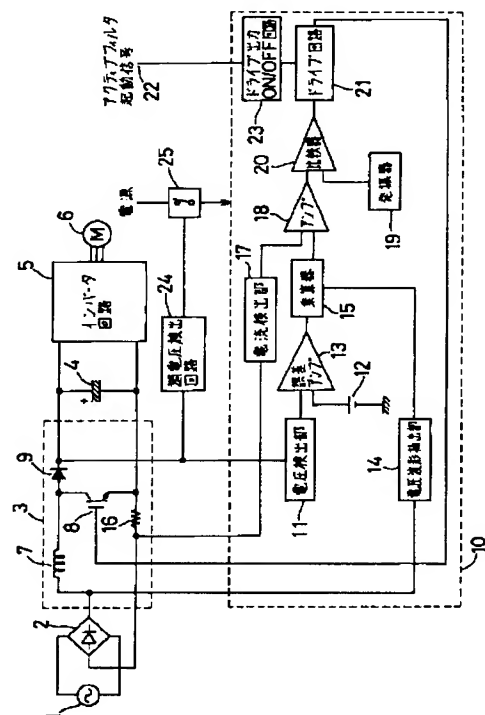 1
2
3
7
8
9
16
4
+
5
インバータ
回路
6
M
電源
25
24
過電圧検出
回路
アクティブフィルタ
起動信号
22
ドライブ出力
ON/OFF回路
23
ドライブ回路
21
比較器
20
アンプ
18
発振器
19
電流検出部
17
乗算器
15
誤差
アンプ
13
12
電圧検出部
11
電圧波形抽出部
14
10